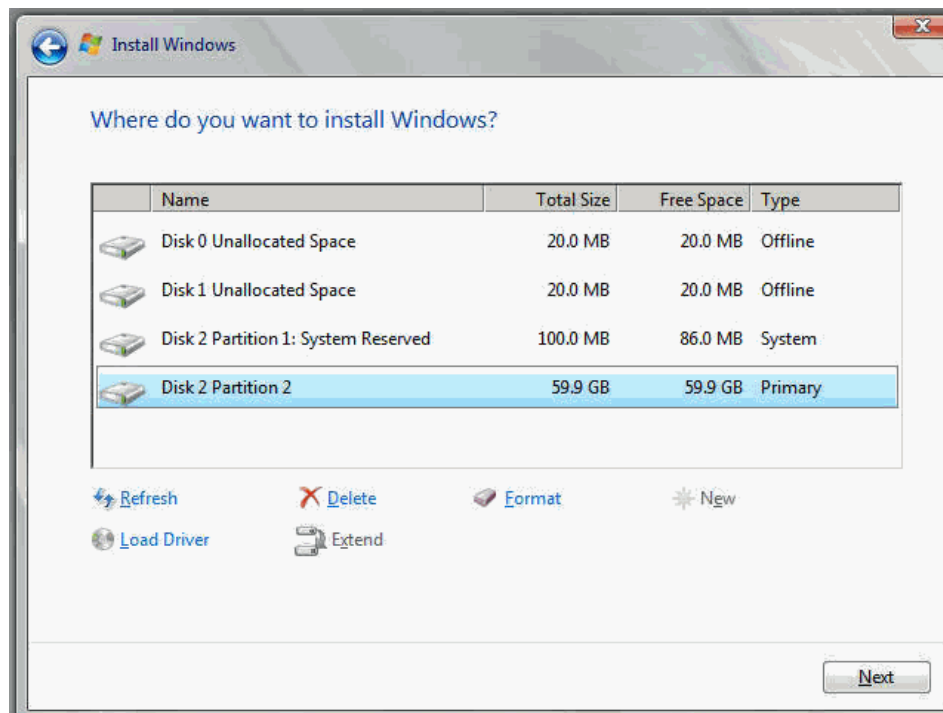 Install Windows
Where do you want to install Windows?
Name Total Size Free Space Type
Disk 0 Unallocated Space 20.0 MB 20.0 MB Offline
Disk 1 Unallocated Space 20.0 MB 20.0 MB Offline
Disk 2 Partition 1: System Reserved 100.0 MB 86.0 MB System
Disk 2 Partition 2 59.9 GB 59.9 GB Primary
Refresh Delete Format New
Load Driver Extend
Next